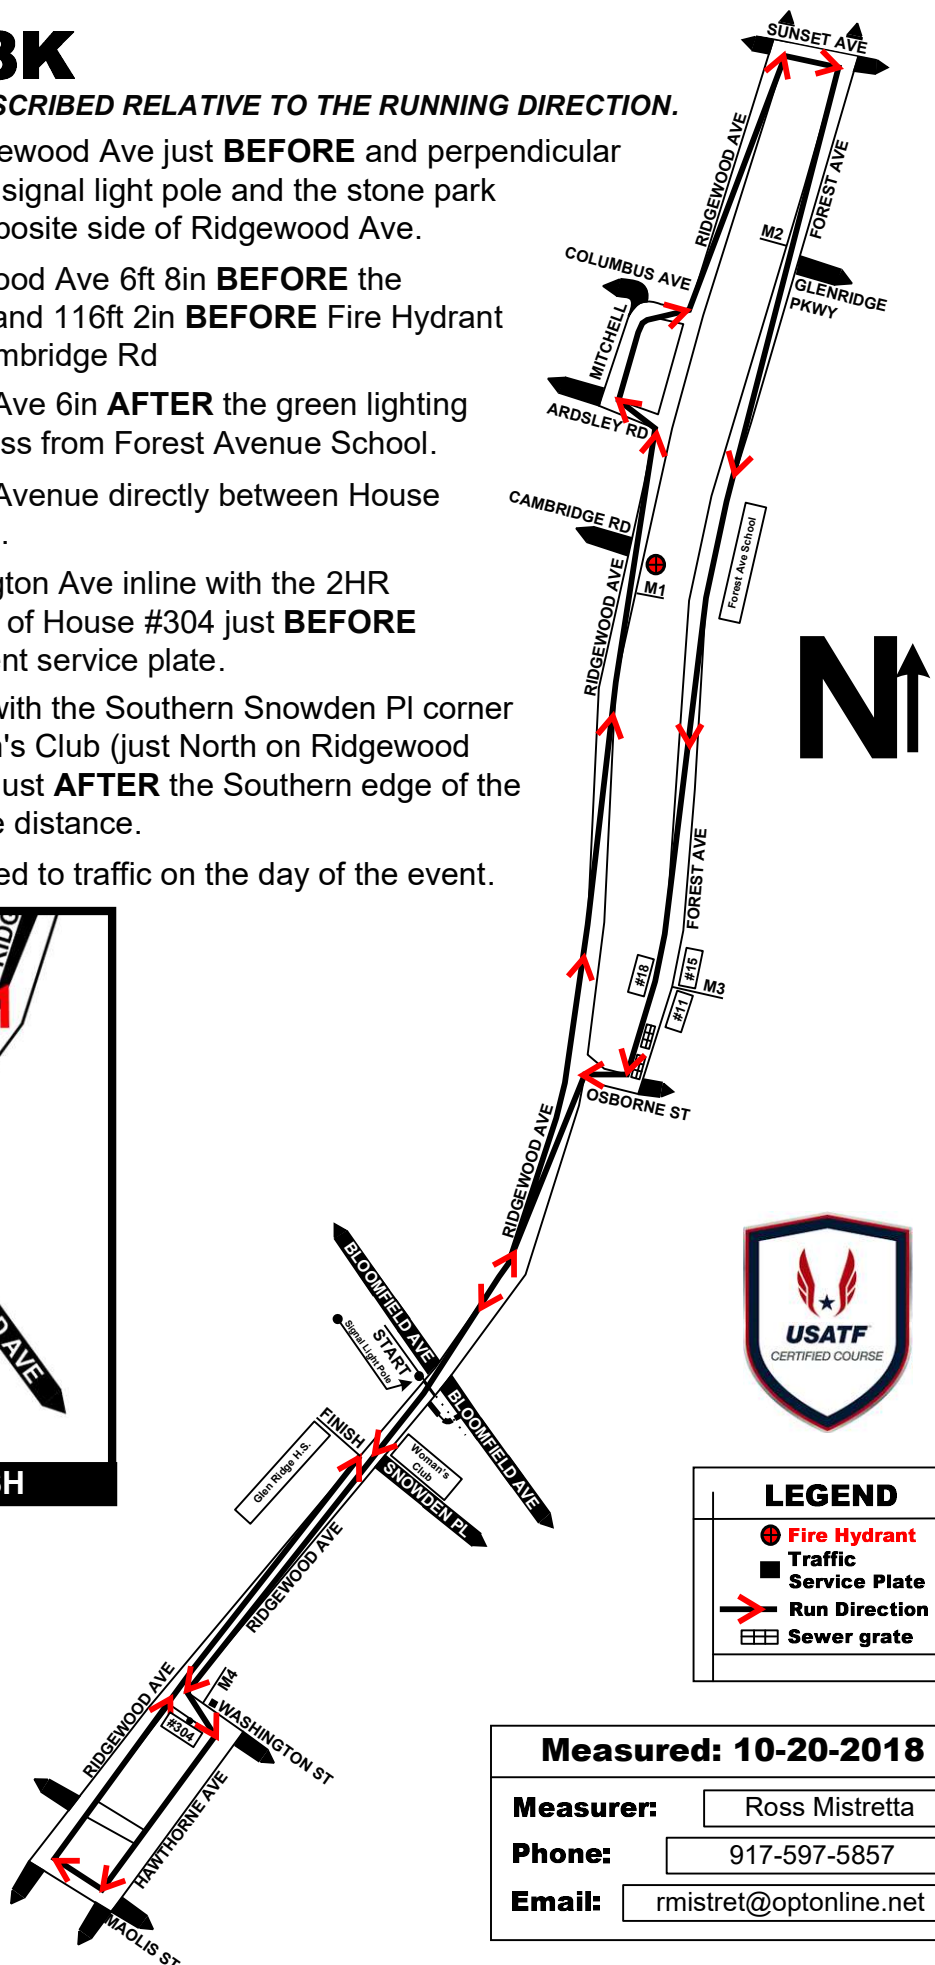 8K
SCRIBED RELATIVE TO THE RUNNING DIRECTION.
ewood Ave just BEFORE and perpendicular
signal light pole and the stone park
posite side of Ridgewood Ave.
ood Ave 6ft 8in BEFORE the
and 116ft 2in BEFORE Fire Hydrant
mbridge Rd
Ave 6in AFTER the green lighting
ss from Forest Avenue School.
Avenue directly between House
.
gton Ave inline with the 2HR
of House #304 just BEFORE
ent service plate.
with the Southern Snowden Pl corner
n's Club (just North on Ridgewood
ust AFTER the Southern edge of the
e distance.
ed to traffic on the day of the event.
RIDG
D AVE
SH
SUNSET AVE
RIDGEWOOD AVE
FOREST AVE
M2
COLUMBUS AVE
GLENRIDGE
PKWY
MITCHELL
ARDSLEY RD
CAMBRIDGE RD
Forest Ave School
M1
RIDGEWOOD AVE
N
FOREST AVE
#18
#15
M3
#11
OSBORNE ST
RIDGEWOOD AVE
BLOOMFIELD AVE
START
Signal Light Pole
BLOOMFIELD AVE
FINISH
Glen Ridge H.S.
Woman's
Club
SNOWDEN PL
RIDGEWOOD AVE
RIDGEWOOD AVE
M4
#304
WASHINGTON ST
HAWTHORNE AVE
MAOLIS ST
USATF
CERTIFIED COURSE
LEGEND
Fire Hydrant
Traffic
Service Plate
Run Direction
Sewer grate
Measured: 10-20-2018
Measurer: Ross Mistretta
Phone: 917-597-5857
Email: rmistret@optonline.net